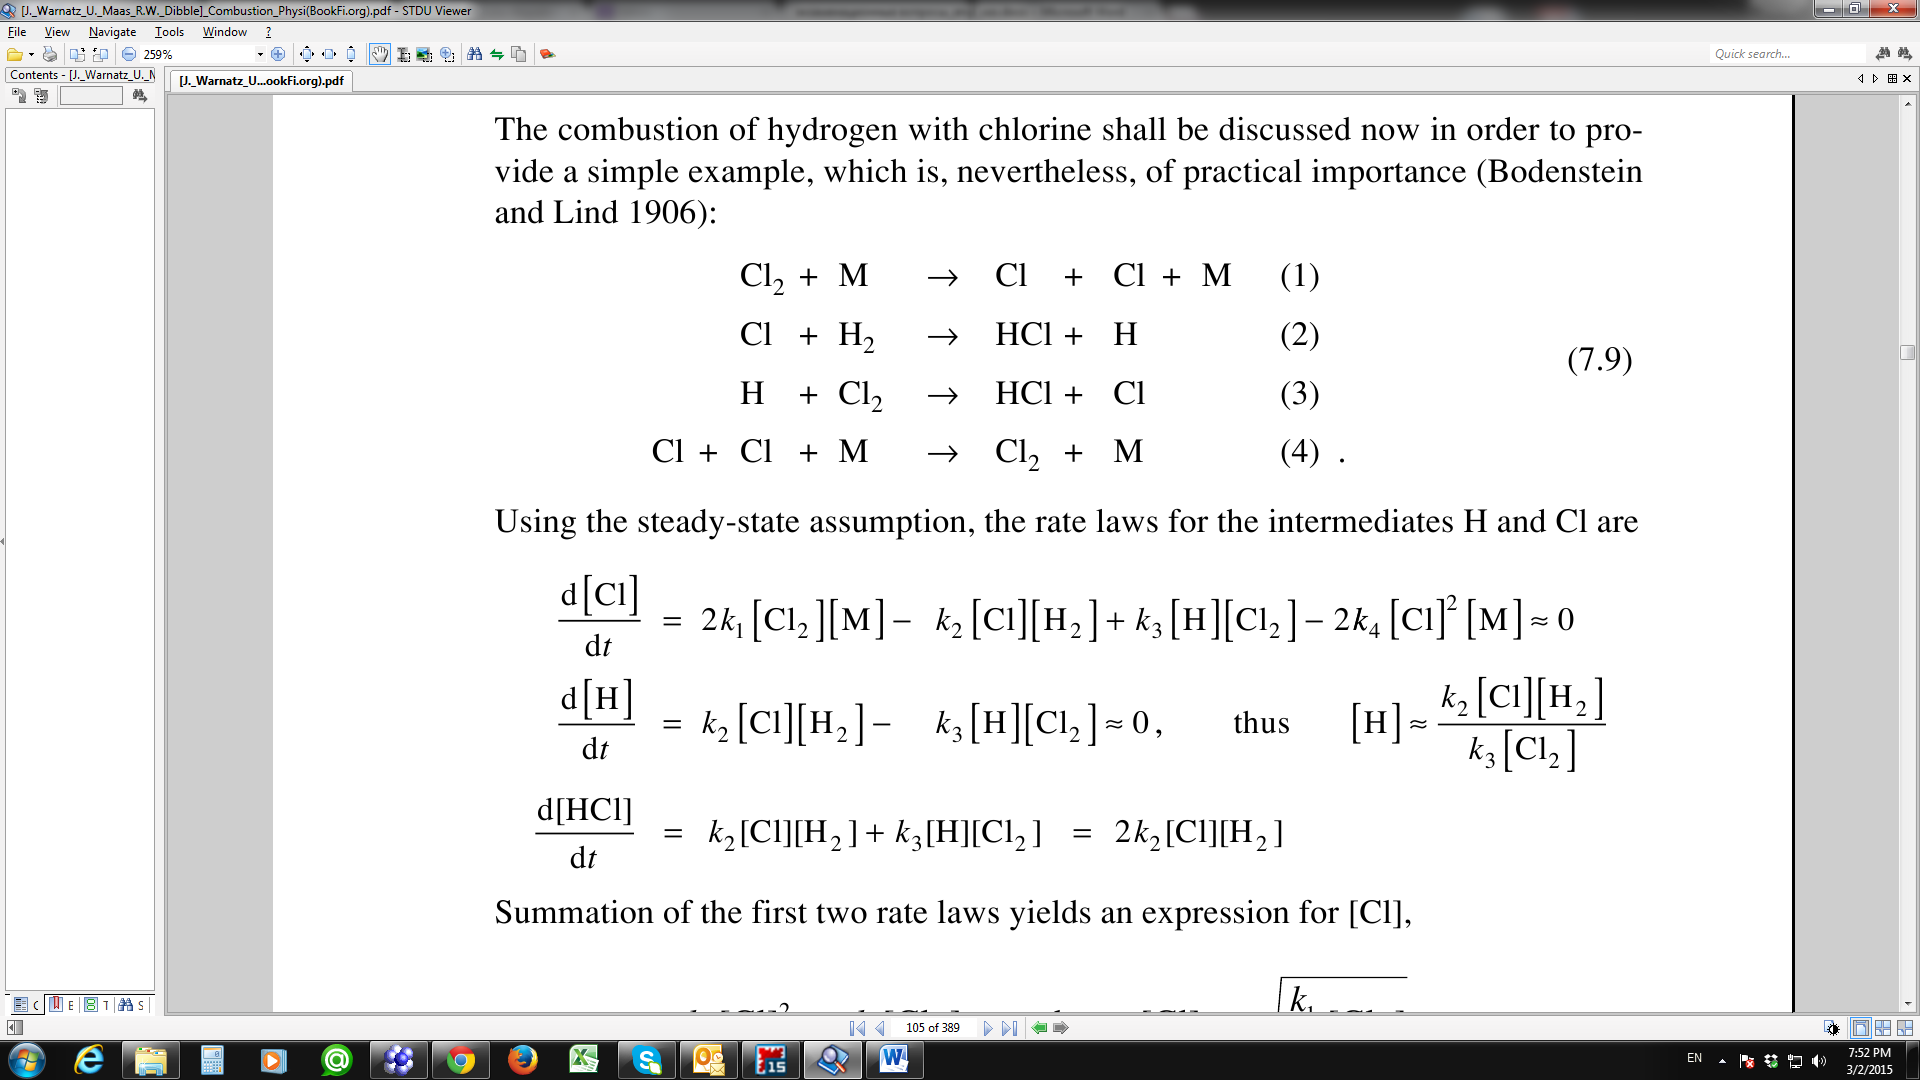 [J._Warnatz_U._Maas_R.W._Dibble]_Combustion_Physi(BookFi.org).pdf - STDU Viewer
File View Navigate Tools Window ?
259%
Quick search...
Contents - [J._Warnatz_U._M
[J._Warnatz_U...ookFi.org).pdf
The combustion of hydrogen with chlorine shall be discussed now in order to pro-
vide a simple example, which is, nevertheless, of practical importance (Bodenstein
and Lind 1906):
Cl₂ + M → Cl + Cl + M (1)
Cl + H₂ → HCl + H (2)
(7.9)
H + Cl₂ → HCl + Cl (3)
Cl + Cl + M → Cl₂ + M (4) .
Using the steady-state assumption, the rate laws for the intermediates H and Cl are
d[Cl]/dt = 2k₁[Cl₂][M] – k₂[Cl][H₂] + k₃[H][Cl₂] – 2k₄[Cl]²[M] ≈ 0
d[H]/dt = k₂[Cl][H₂] – k₃[H][Cl₂] ≈ 0 , thus [H] ≈ k₂[Cl][H₂]/k₃[Cl₂]
d[HCl]/dt = k₂[Cl][H₂] + k₃[H][Cl₂] = 2k₂[Cl][H₂]
Summation of the first two rate laws yields an expression for [Cl],
C E T S
105 of 389
EN
7:52 PM
3/2/2015